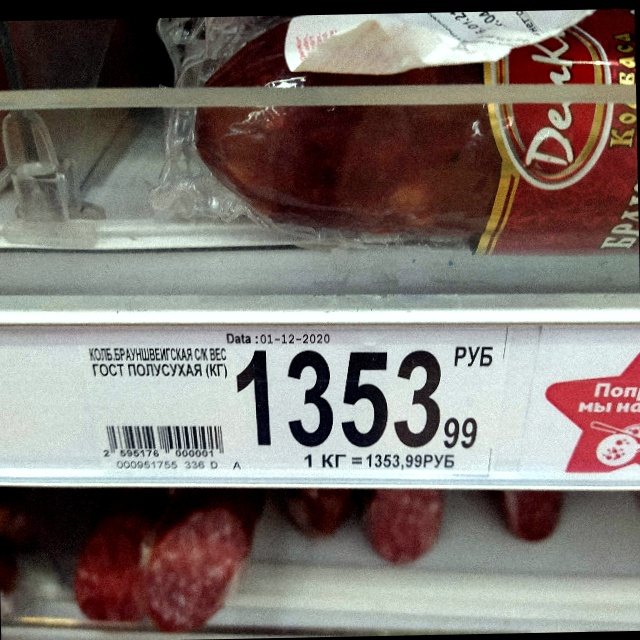 КОЛБАСА
Data :01-12-2020
КОЛБ.БРАУНШВЕЙГСКАЯ С/К ВЕС
ГОСТ ПОЛУСУХАЯ (КГ)
1353 99
РУБ
2 595176 000001
000951755 336 D A
1 КГ = 1353,99РУБ